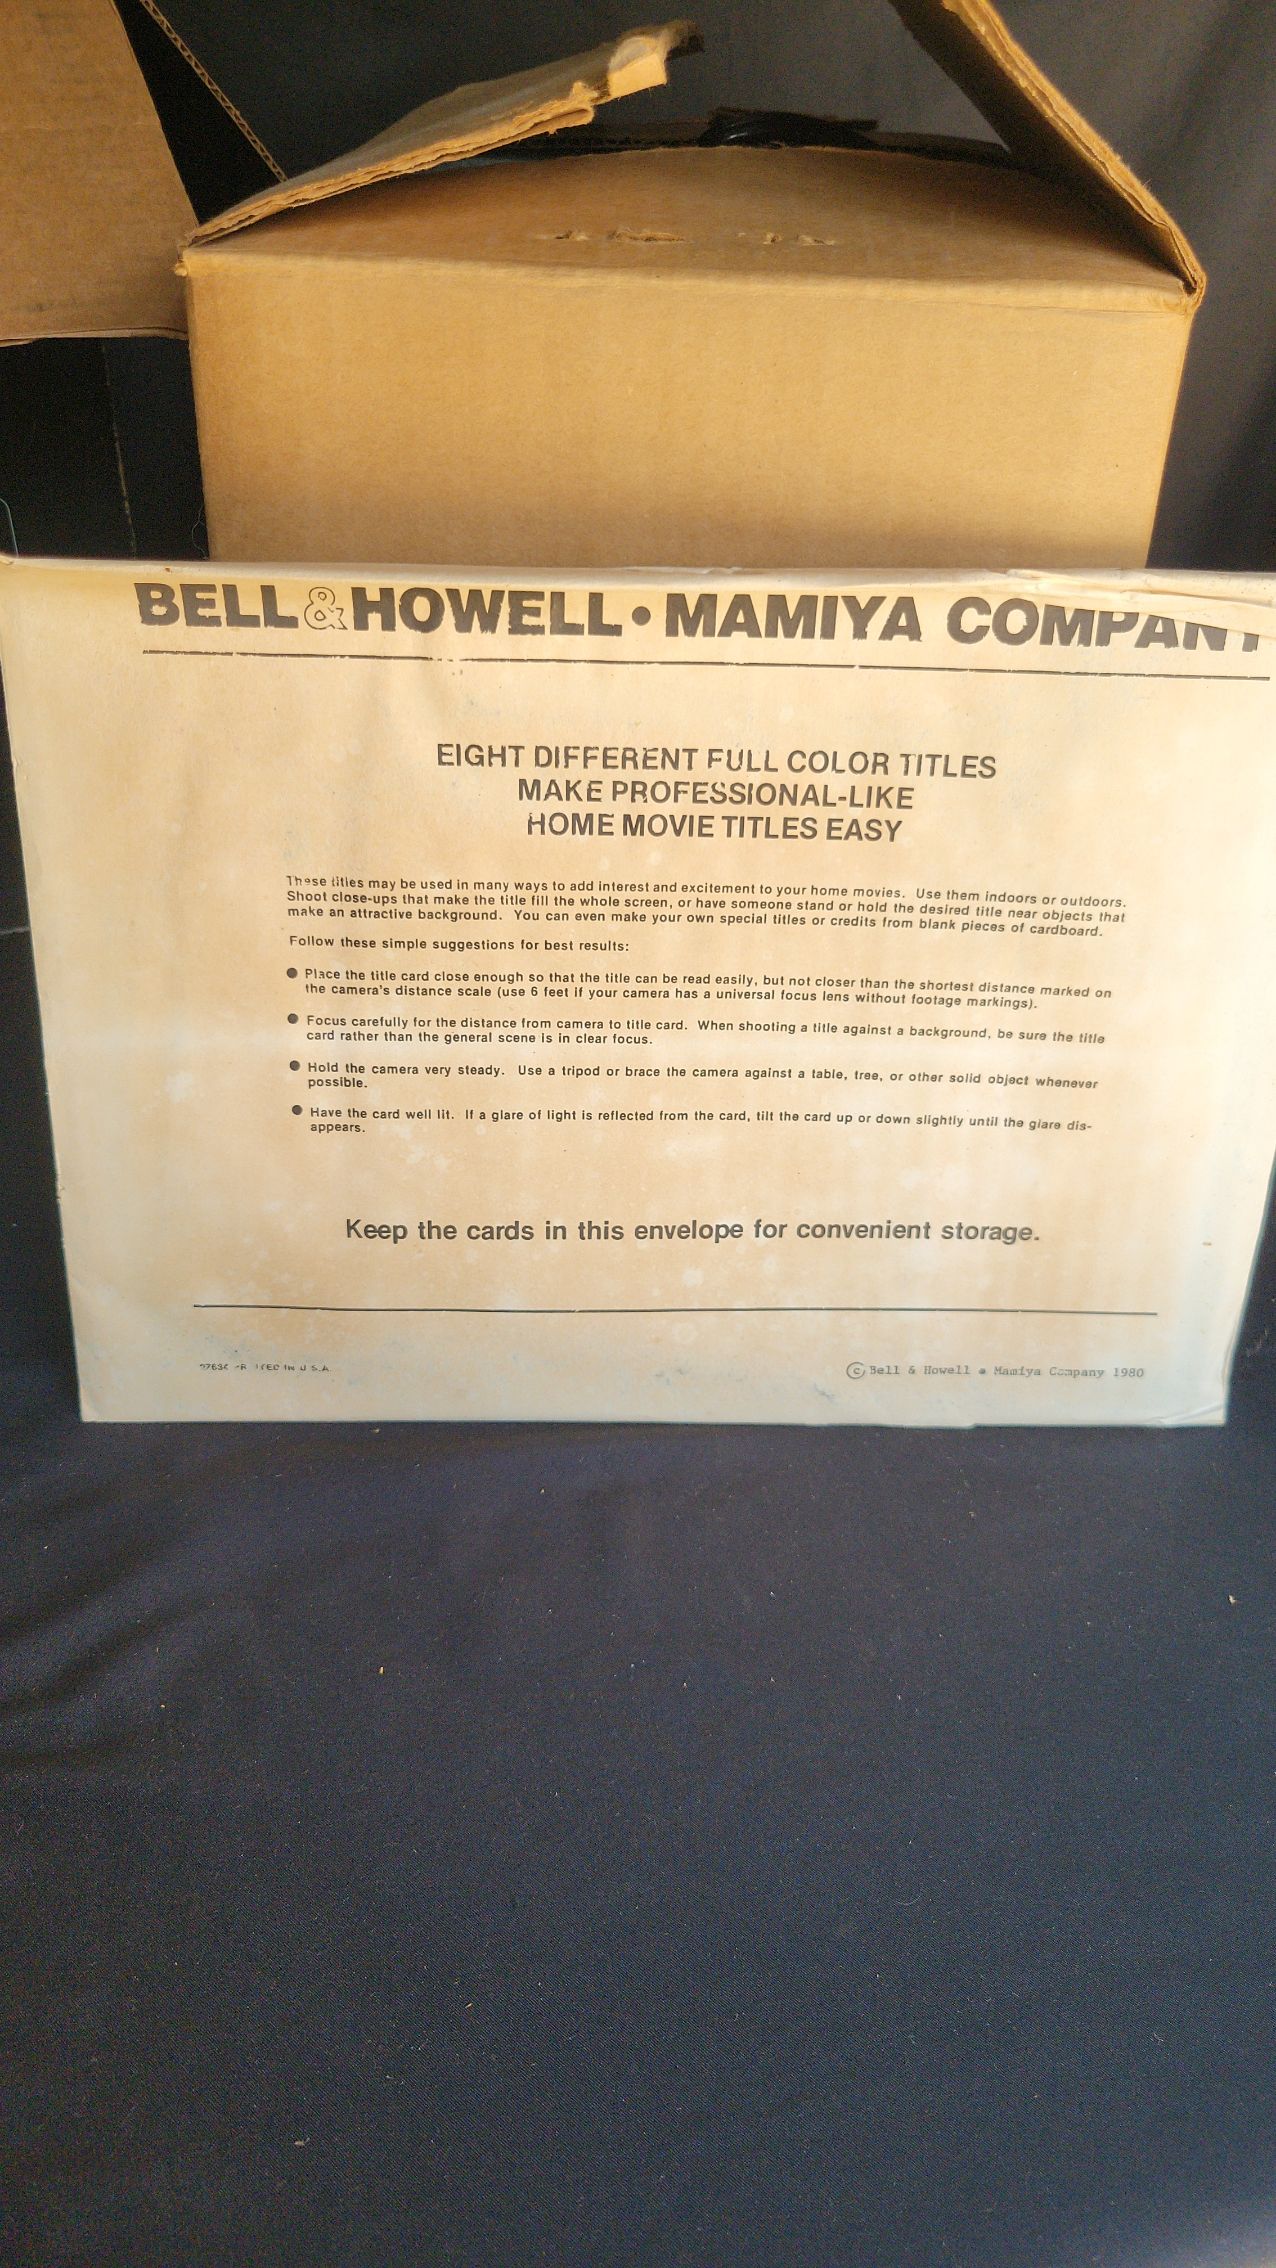 BELL & HOWELL • MAMIYA COMPANY
EIGHT DIFFERENT FULL COLOR TITLES
MAKE PROFESSIONAL-LIKE
HOME MOVIE TITLES EASY
These titles may be used in many ways to add interest and excitement to your home movies. Use them indoors or outdoors.
Shoot close-ups that make the title fill the whole screen, or have someone stand or hold the desired title near objects that
make an attractive background. You can even make your own special titles or credits from blank pieces of cardboard.
Follow these simple suggestions for best results:
● Place the title card close enough so that the title can be read easily, but not closer than the shortest distance marked on
the camera's distance scale (use 6 feet if your camera has a universal focus lens without footage markings).
● Focus carefully for the distance from camera to title card. When shooting a title against a background, be sure the title
card rather than the general scene is in clear focus.
● Hold the camera very steady. Use a tripod or brace the camera against a table, tree, or other solid object whenever
possible.
● Have the card well lit. If a glare of light is reflected from the card, tilt the card up or down slightly until the glare dis-
appears.
Keep the cards in this envelope for convenient storage.
IN U.S.A.
© Bell & Howell • Mamiya Company 1980